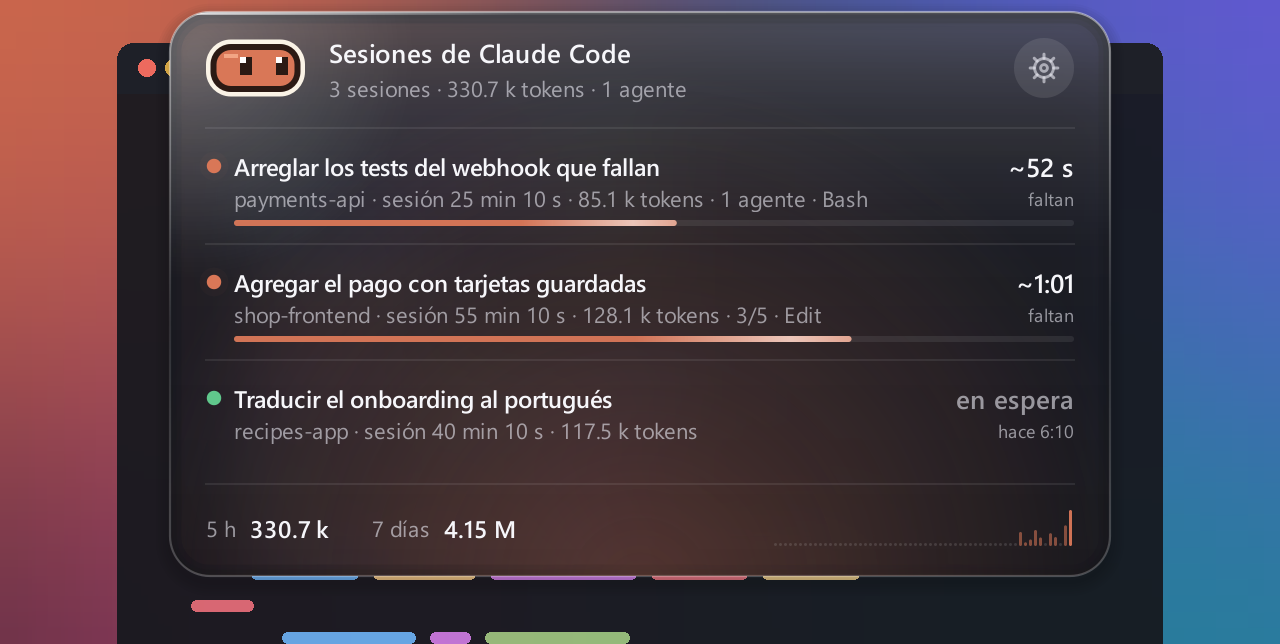 Sesiones de Claude Code
3 sesiones · 330.7 k tokens · 1 agente
Arreglar los tests del webhook que fallan
~52 s
payments-api · sesión 25 min 10 s · 85.1 k tokens · 1 agente · Bash
faltan
Agregar el pago con tarjetas guardadas
~1:01
shop-frontend · sesión 55 min 10 s · 128.1 k tokens · 3/5 · Edit
faltan
Traducir el onboarding al portugués
en espera
recipes-app · sesión 40 min 10 s · 117.5 k tokens
hace 6:10
5 h 330.7 k 7 días 4.15 M